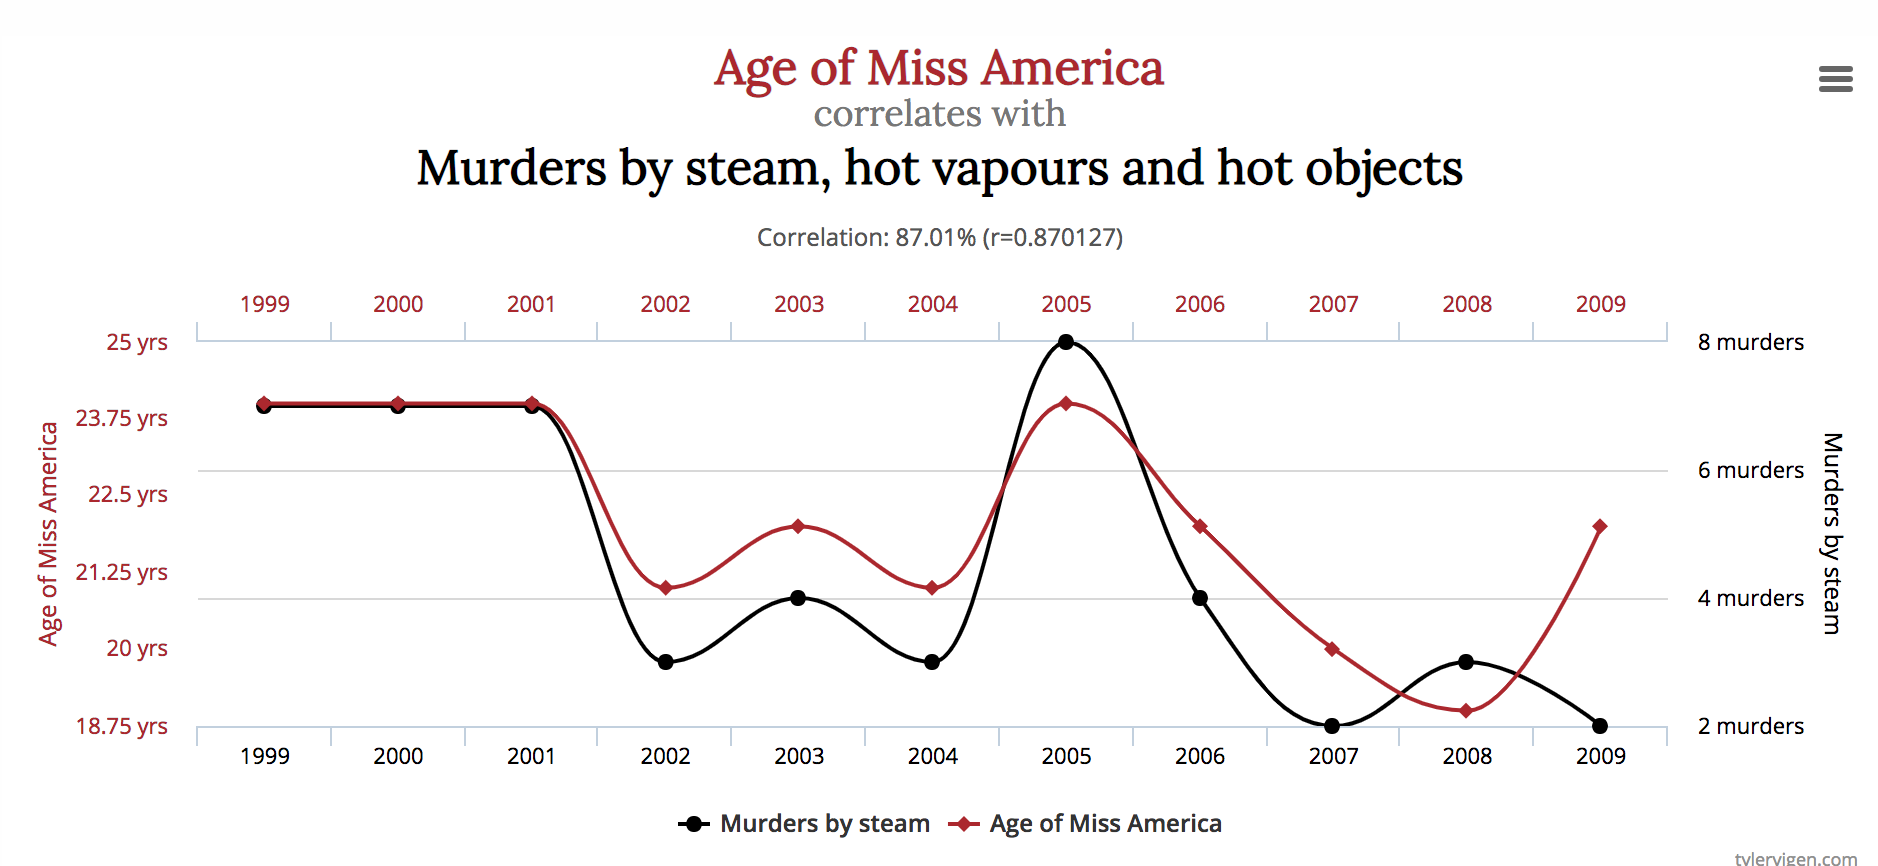 Age of Miss America
correlates with
Murders by steam, hot vapours and hot objects
Correlation: 87.01% (r=0.870127)
1999 2000 2001 2002 2003 2004 2005 2006 2007 2008 2009
25 yrs
23.75 yrs
22.5 yrs
21.25 yrs
20 yrs
18.75 yrs
Age of Miss America
8 murders
6 murders
4 murders
2 murders
Murders by steam
1999 2000 2001 2002 2003 2004 2005 2006 2007 2008 2009
Murders by steam Age of Miss America
tylervigen.com